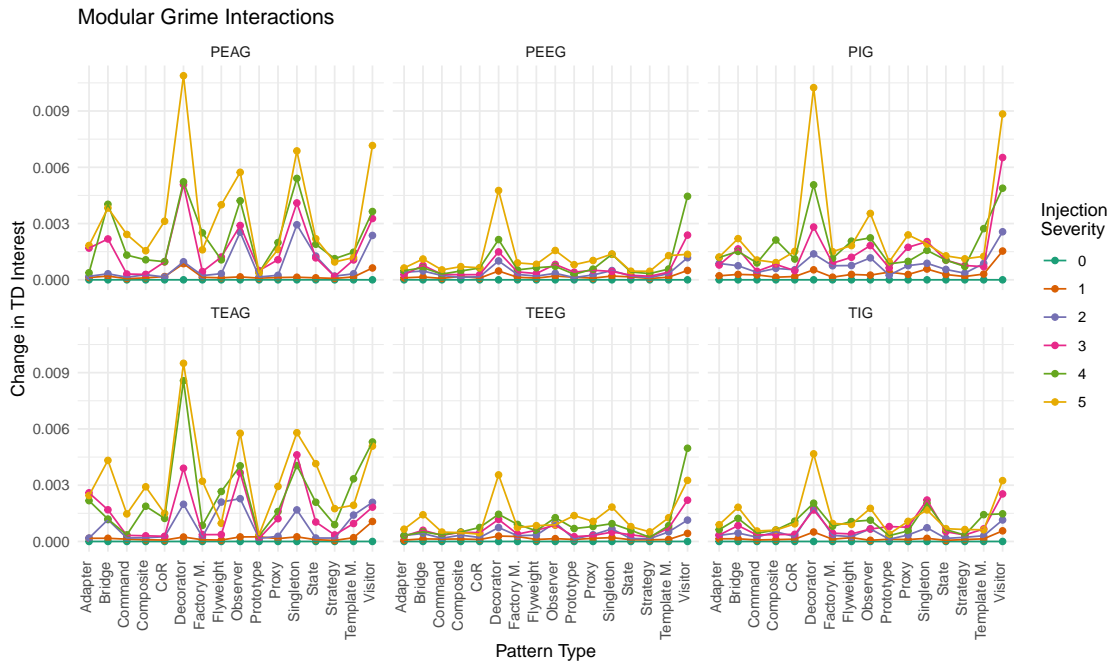 Modular Grime Interactions
PEAG
PEEG
PIG
0.009
0.006
0.003
0.000
TEAG
TEEG
TIG
0.009
0.006
0.003
0.000
Change in TD Interest
Adapter
Bridge
Command
Composite
CoR
Decorator
Factory M.
Flyweight
Observer
Protoype
Proxy
Singleton
State
Strategy
Template M.
Visitor
Adapter
Bridge
Command
Composite
CoR
Decorator
Factory M.
Flyweight
Observer
Prototype
Proxy
Singleton
State
Strategy
Template M.
Visitor
Adapter
Bridge
Command
Composite
CoR
Decorator
Factory M.
Flyweight
Observer
Prototype
Proxy
Singleton
State
Strategy
Template M.
Visitor
Pattern Type
Injection
Severity
0
1
2
3
4
5